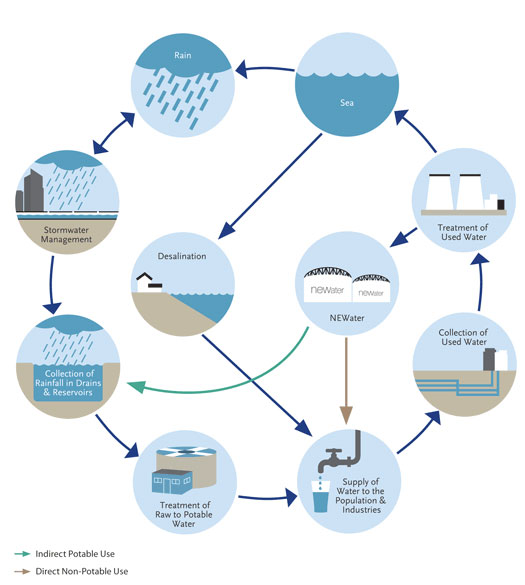 Rain
Sea
Stormwater
Management
Treatment of
Used Water
Desalination
newater
newater
NEWater
Collection of
Rainfall in Drains
& Reservoirs
Collection of
Used Water
Treatment of
Raw to Potable
Water
Supply of
Water to the
Population &
Industries
Indirect Potable Use
Direct Non-Potable Use